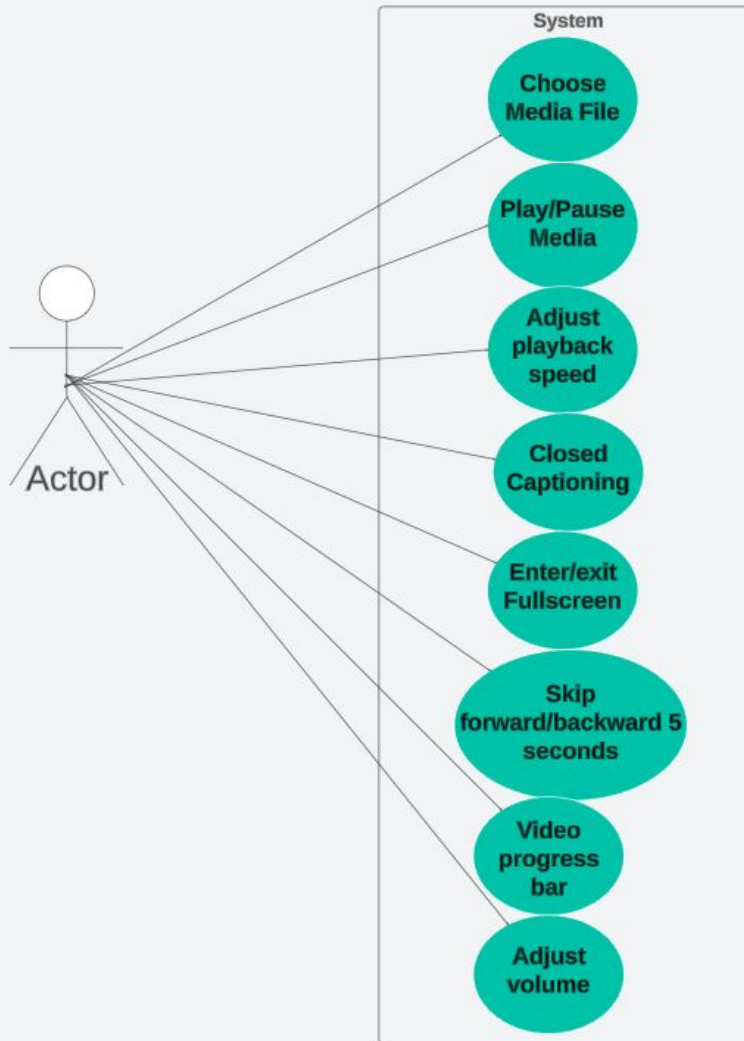 System
Choose
Media File
Play/Pause
Media
Adjust
playback
speed
Actor
Closed
Captioning
Enter/exit
Fullscreen
Skip
forward/backward 5
seconds
Video
progress
bar
Adjust
volume